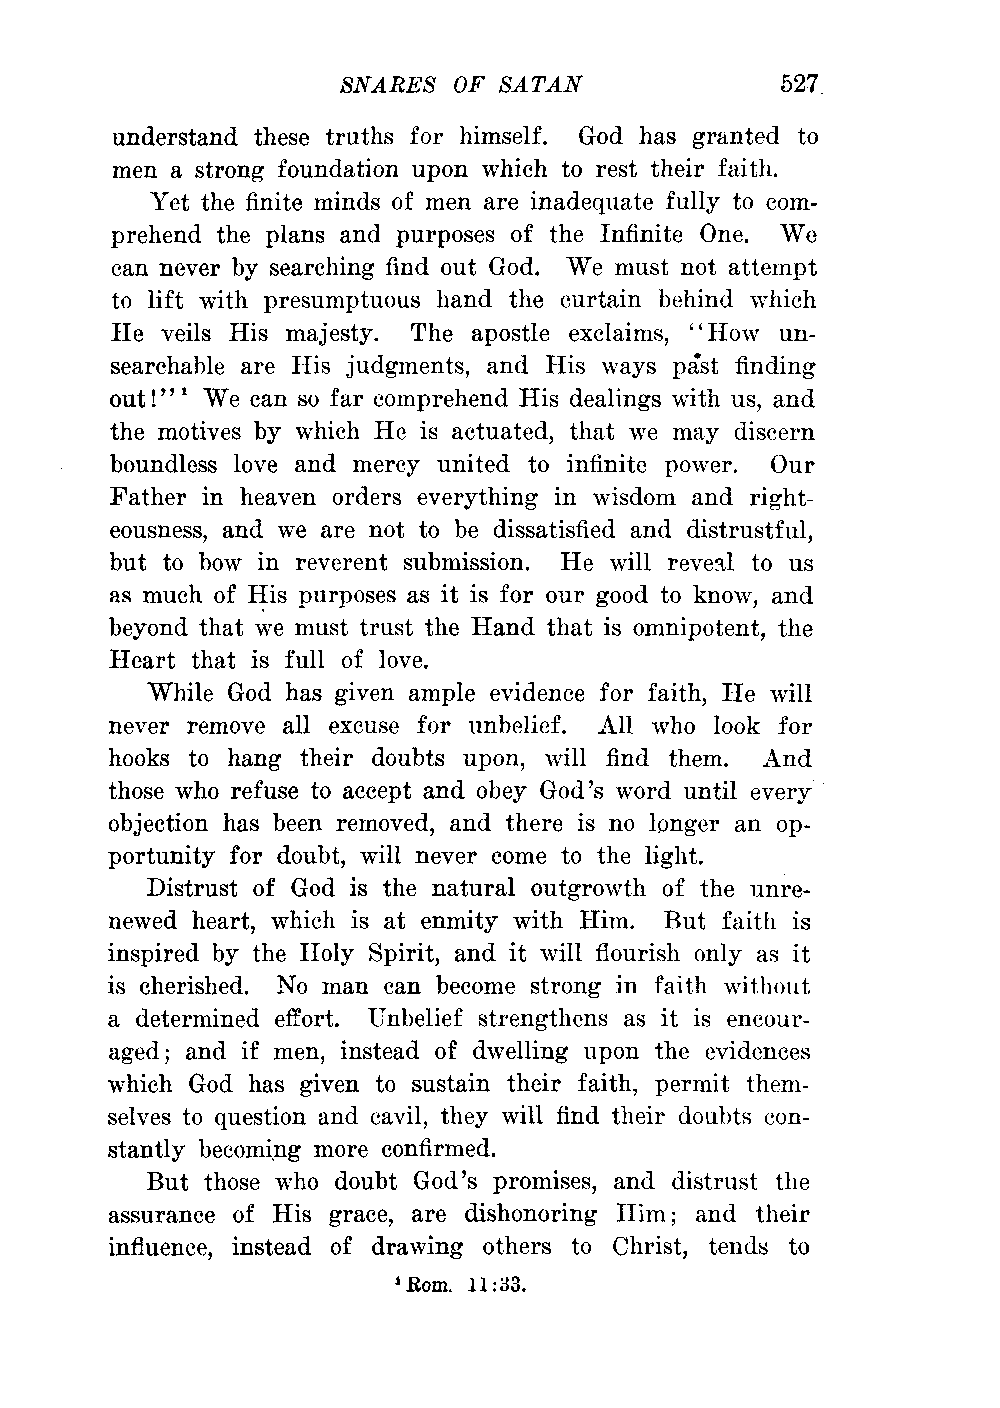 SNARES OF SATAN 527
understand these truths for himself. God has granted to
men a strong foundation upon which to rest their faith.
Yet the finite minds of men are inadequate fully to com-
prehend the plans and purposes of the Infinite One. We
can never by searching find out God. We must not attempt
to lift with presumptuous hand the curtain behind which
He veils His majesty. The apostle exclaims, "How un-
searchable are His judgments, and His ways past finding
out!"¹ We can so far comprehend His dealings with us, and
the motives by which He is actuated, that we may discern
boundless love and mercy united to infinite power. Our
Father in heaven orders everything in wisdom and right-
eousness, and we are not to be dissatisfied and distrustful,
but to bow in reverent submission. He will reveal to us
as much of His purposes as it is for our good to know, and
beyond that we must trust the Hand that is omnipotent, the
Heart that is full of love.
While God has given ample evidence for faith, He will
never remove all excuse for unbelief. All who look for
hooks to hang their doubts upon, will find them. And
those who refuse to accept and obey God's word until every
objection has been removed, and there is no longer an op-
portunity for doubt, will never come to the light.
Distrust of God is the natural outgrowth of the unre-
newed heart, which is at enmity with Him. But faith is
inspired by the Holy Spirit, and it will flourish only as it
is cherished. No man can become strong in faith without
a determined effort. Unbelief strengthens as it is encour-
aged; and if men, instead of dwelling upon the evidences
which God has given to sustain their faith, permit them-
selves to question and cavil, they will find their doubts con-
stantly becoming more confirmed.
But those who doubt God's promises, and distrust the
assurance of His grace, are dishonoring Him; and their
influence, instead of drawing others to Christ, tends to
¹ Rom. 11:33.